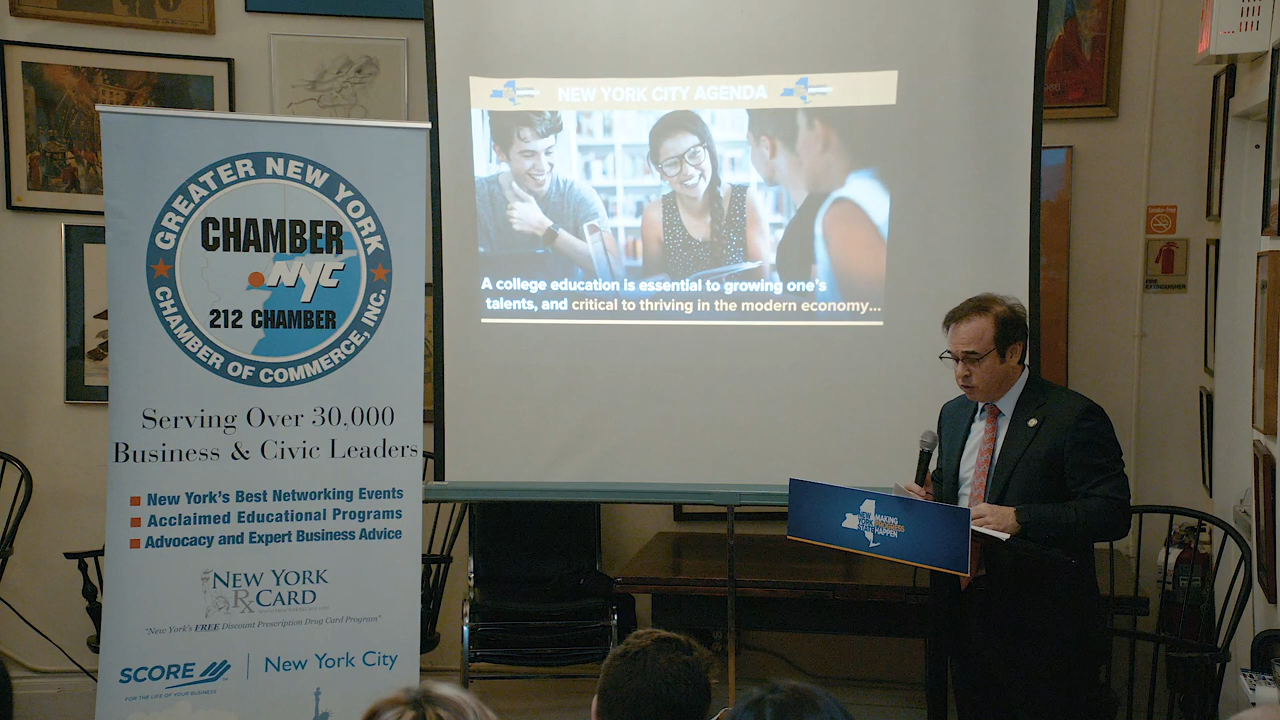 GREATER NEW YORK
CHAMBER
NYC
212 CHAMBER
CHAMBER OF COMMERCE, INC.
Serving Over 30,000
Business & Civic Leaders
New York's Best Networking Events
Acclaimed Educational Programs
Advocacy and Expert Business Advice
NEW YORK
Rx CARD
"New York's FREE Discount Prescription Drug Card Program"
SCORE
FOR THE LIFE OF YOUR BUSINESS
New York City
NEW YORK CITY AGENDA
A college education is essential to growing one's
talents, and critical to thriving in the modern economy...
NEW YORK STATE
MAKING PROGRESS HAPPEN
FIRE
EXTINGUISHER